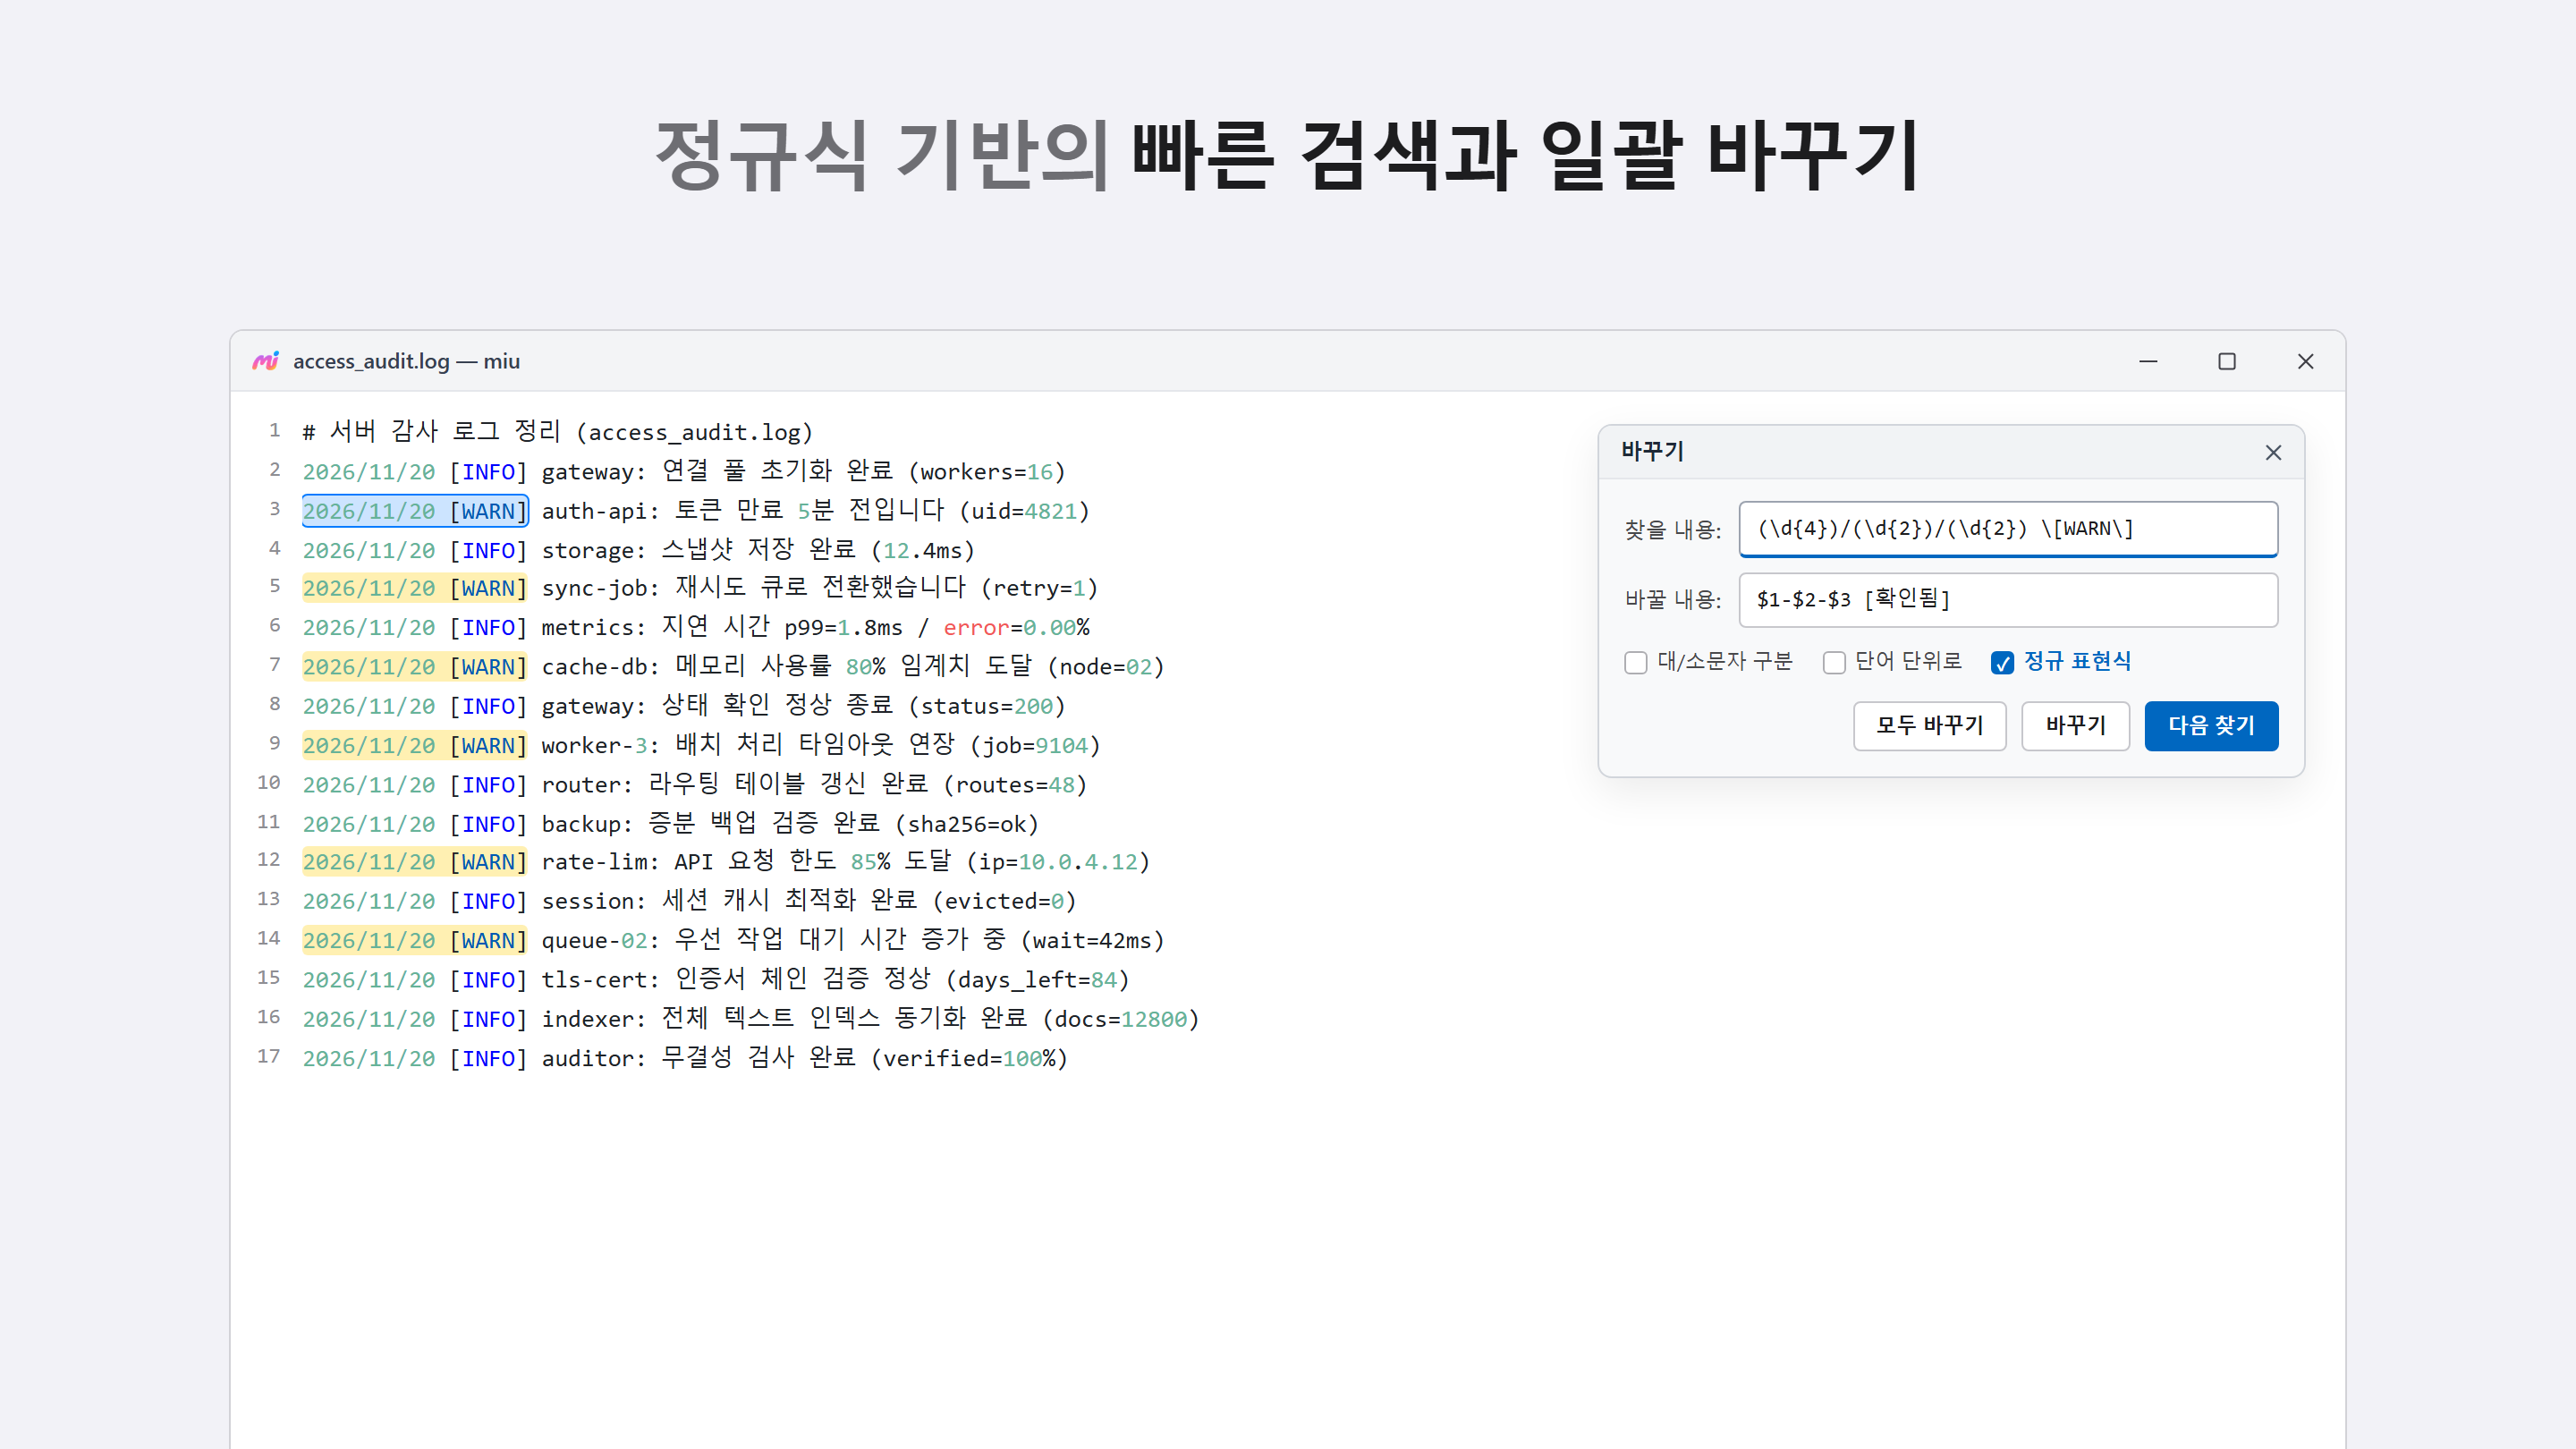 정규식 기반의 빠른 검색과 일괄 바꾸기
mi access_audit.log — miu
1 # 서버 감사 로그 정리 (access_audit.log)
2 2026/11/20 [INFO] gateway: 연결 풀 초기화 완료 (workers=16)
3 2026/11/20 [WARN] auth-api: 토큰 만료 5분 전입니다 (uid=4821)
4 2026/11/20 [INFO] storage: 스냅샷 저장 완료 (12.4ms)
5 2026/11/20 [WARN] sync-job: 재시도 큐로 전환했습니다 (retry=1)
6 2026/11/20 [INFO] metrics: 지연 시간 p99=1.8ms / error=0.00%
7 2026/11/20 [WARN] cache-db: 메모리 사용률 80% 임계치 도달 (node=02)
8 2026/11/20 [INFO] gateway: 상태 확인 정상 종료 (status=200)
9 2026/11/20 [WARN] worker-3: 배치 처리 타임아웃 연장 (job=9104)
10 2026/11/20 [INFO] router: 라우팅 테이블 갱신 완료 (routes=48)
11 2026/11/20 [INFO] backup: 증분 백업 검증 완료 (sha256=ok)
12 2026/11/20 [WARN] rate-lim: API 요청 한도 85% 도달 (ip=10.0.4.12)
13 2026/11/20 [INFO] session: 세션 캐시 최적화 완료 (evicted=0)
14 2026/11/20 [WARN] queue-02: 우선 작업 대기 시간 증가 중 (wait=42ms)
15 2026/11/20 [INFO] tls-cert: 인증서 체인 검증 정상 (days_left=84)
16 2026/11/20 [INFO] indexer: 전체 텍스트 인덱스 동기화 완료 (docs=12800)
17 2026/11/20 [INFO] auditor: 무결성 검사 완료 (verified=100%)
바꾸기
찾을 내용: (\d{4})/(\d{2})/(\d{2}) \[WARN\]
바꿀 내용: $1-$2-$3 [확인됨]
대/소문자 구분 단어 단위로 정규 표현식
모두 바꾸기 바꾸기 다음 찾기